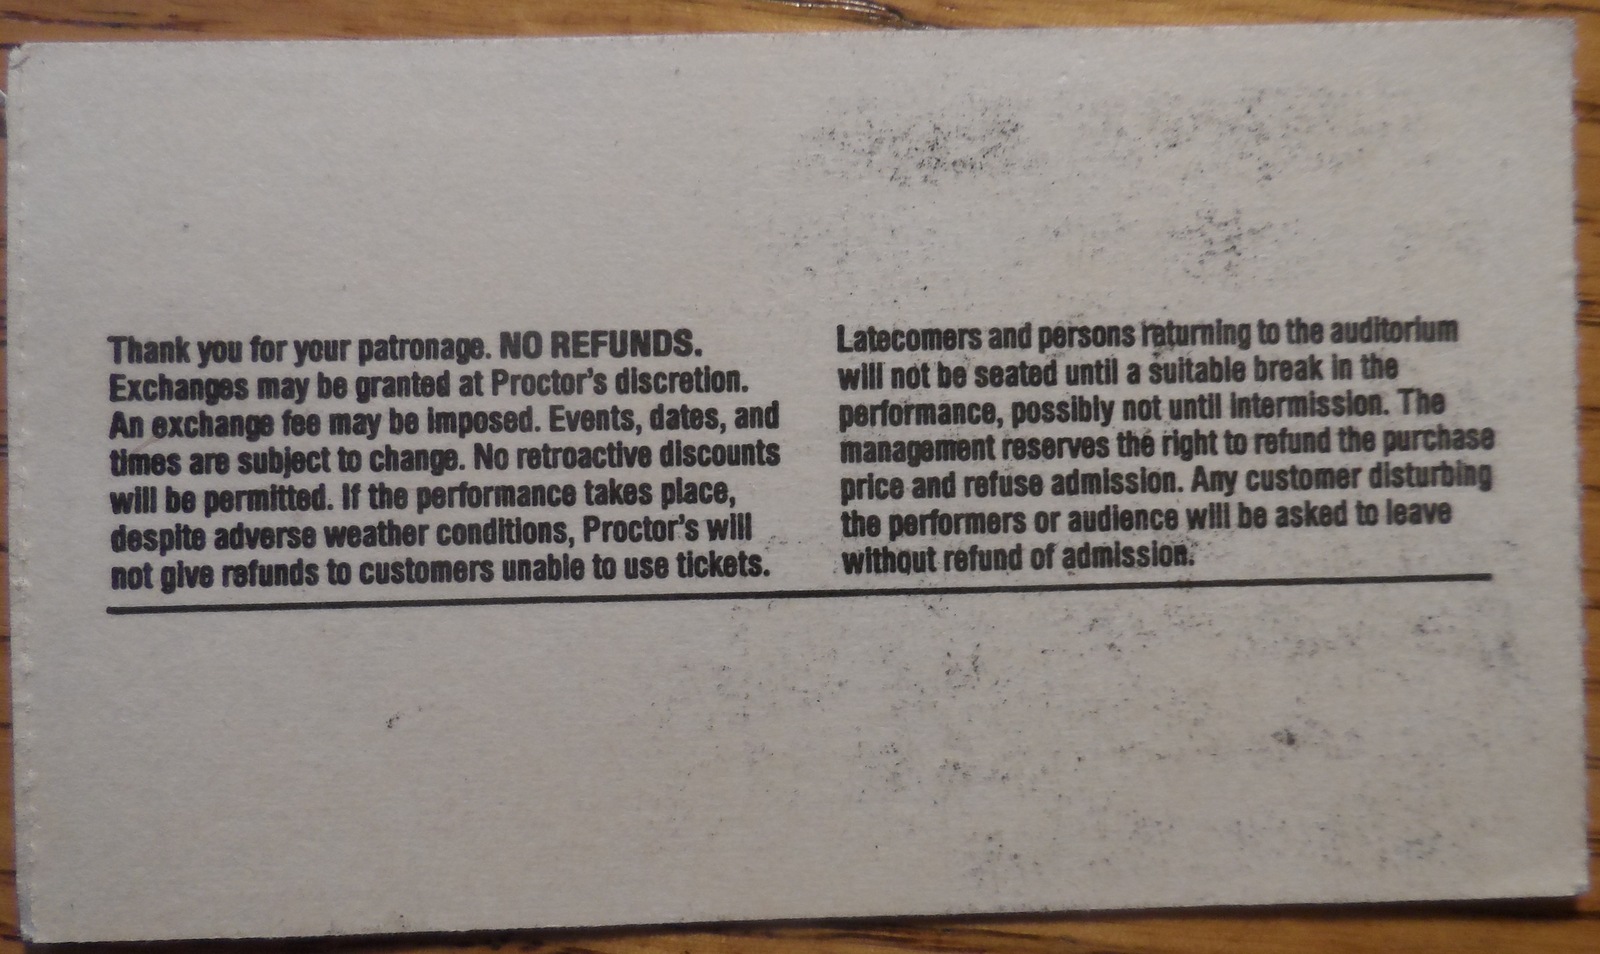 Thank you for your patronage. NO REFUNDS.
Exchanges may be granted at Proctor's discretion.
An exchange fee may be imposed. Events, dates, and
times are subject to change. No retroactive discounts
will be permitted. If the performance takes place,
despite adverse weather conditions, Proctor's will
not give refunds to customers unable to use tickets.
Latecomers and persons returning to the auditorium
will not be seated until a suitable break in the
performance, possibly not until intermission. The
management reserves the right to refund the purchase
price and refuse admission. Any customer disturbing
the performers or audience will be asked to leave
without refund of admission.